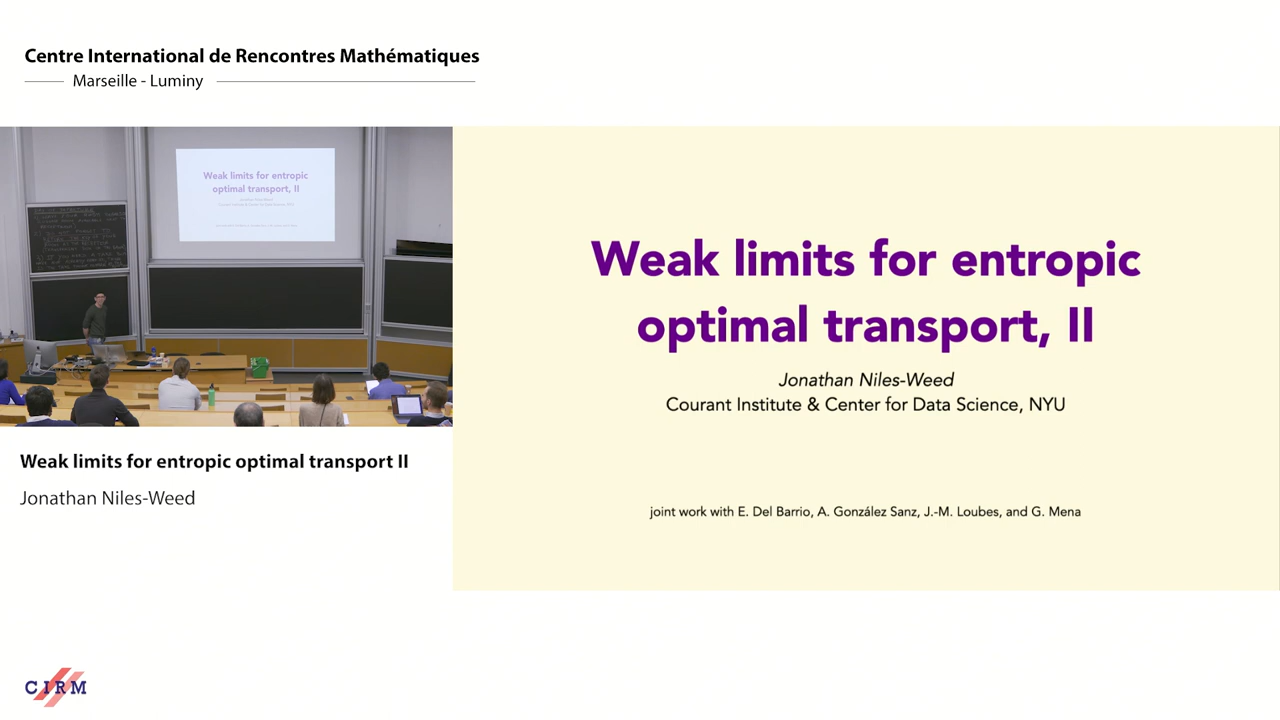 Centre International de Rencontres Mathématiques
Marseille - Luminy
Weak limits for entropic
optimal transport, II
Weak limits for entropic
optimal transport, II
Jonathan Niles-Weed
Courant Institute & Center for Data Science, NYU
joint work with E. Del Barrio, A. González Sanz, J.-M. Loubes, and G. Mena
Weak limits for entropic optimal transport II
Jonathan Niles-Weed
CIRM